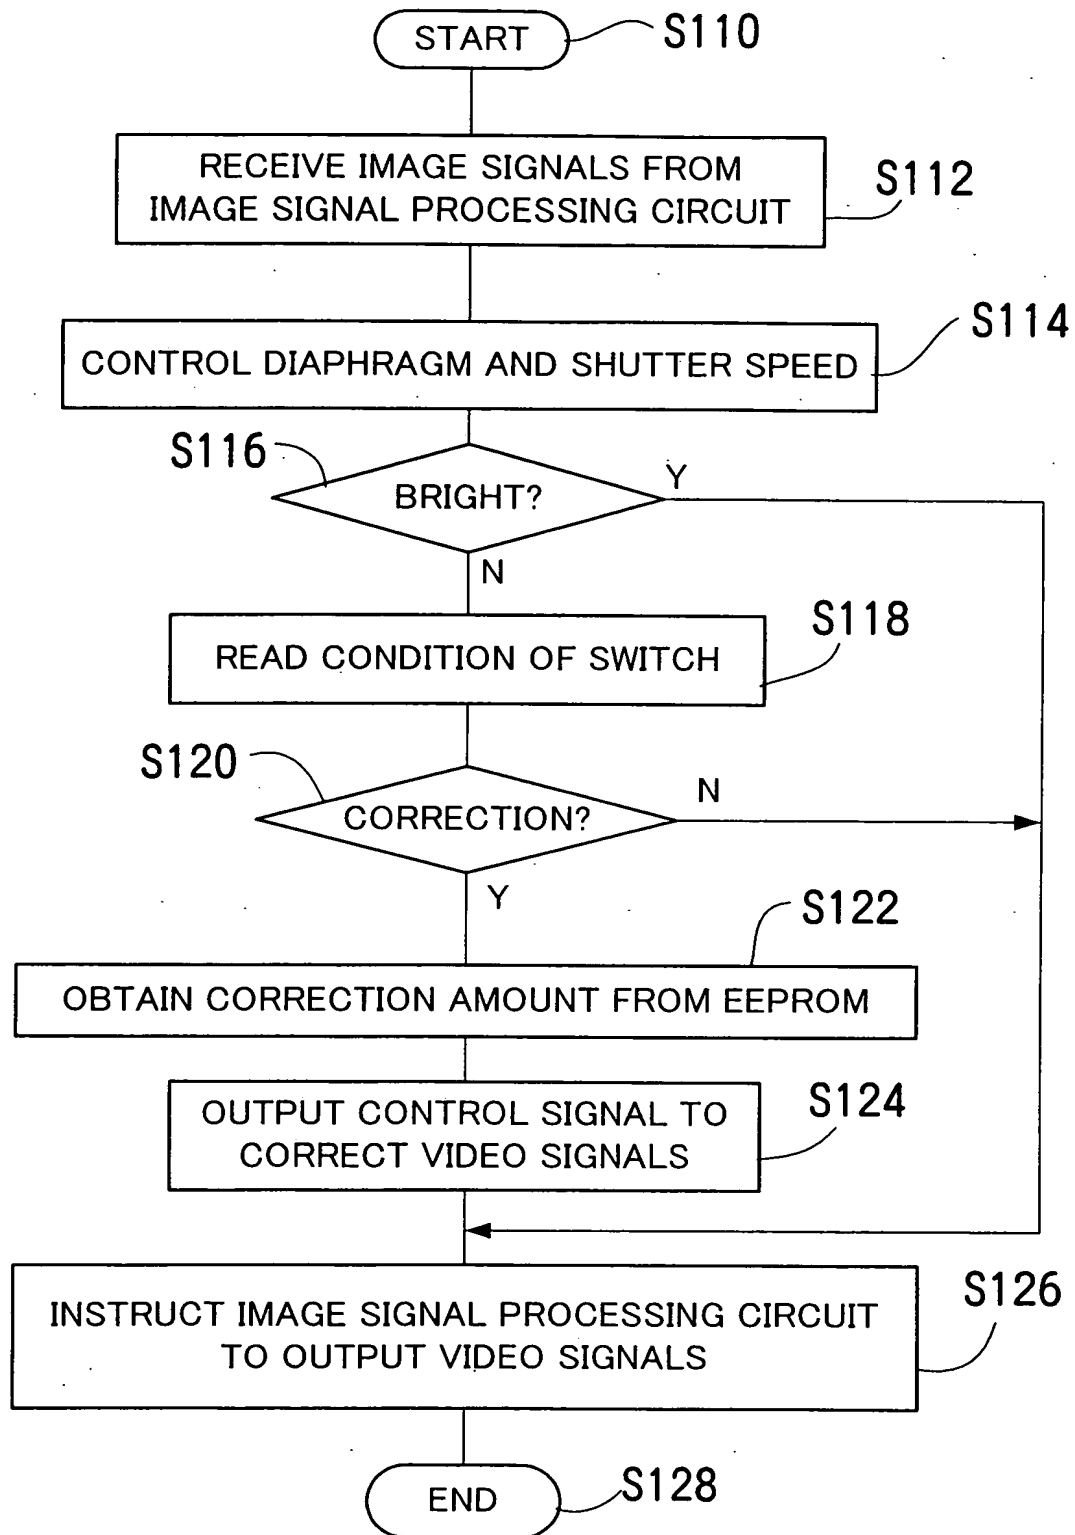 START
S110
RECEIVE IMAGE SIGNALS FROM
IMAGE SIGNAL PROCESSING CIRCUIT
S112
CONTROL DIAPHRAGM AND SHUTTER SPEED
S114
S116
BRIGHT?
Y
N
READ CONDITION OF SWITCH
S118
S120
CORRECTION?
N
Y
S122
OBTAIN CORRECTION AMOUNT FROM EEPROM
OUTPUT CONTROL SIGNAL TO
CORRECT VIDEO SIGNALS
S124
INSTRUCT IMAGE SIGNAL PROCESSING CIRCUIT
TO OUTPUT VIDEO SIGNALS
S126
END
S128